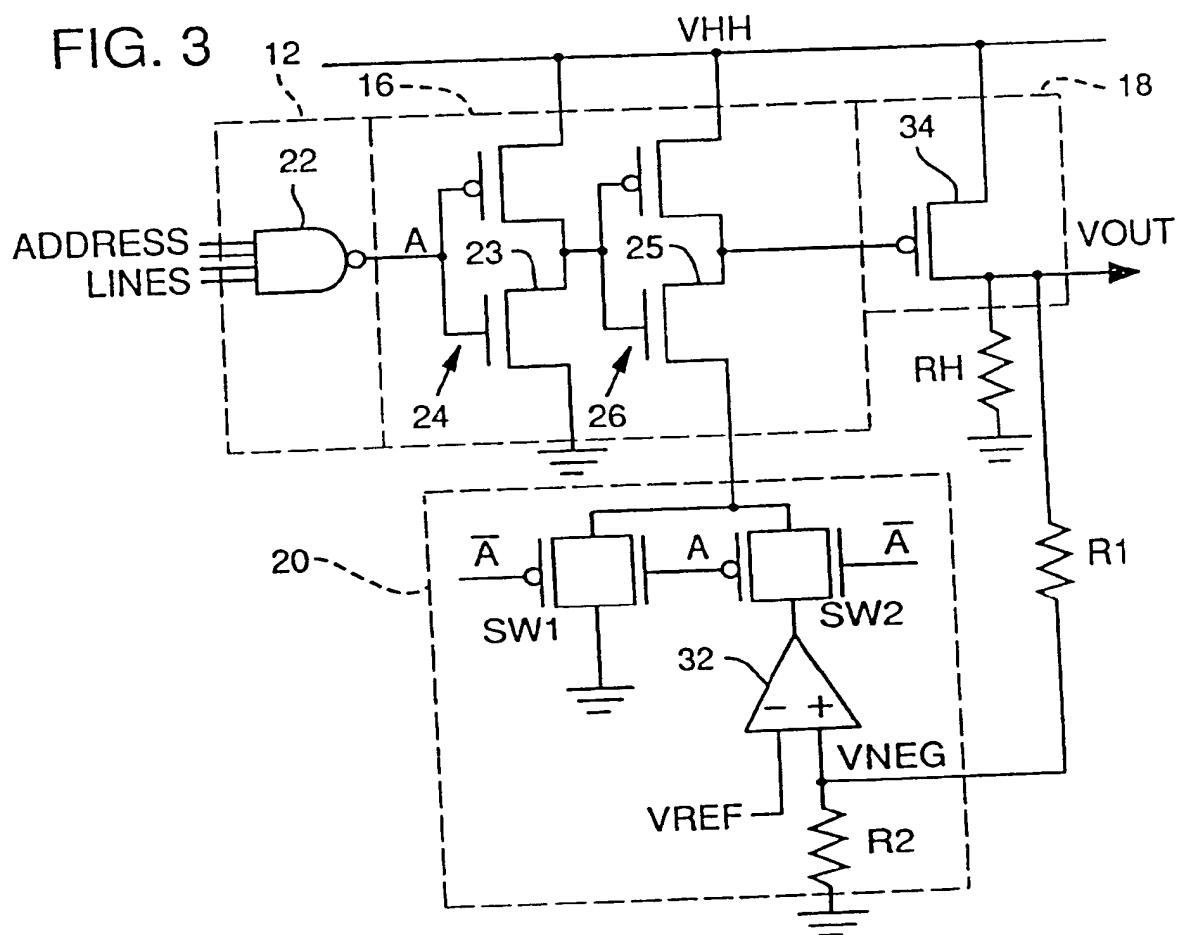 FIG. 3
VHH
12
16
18
22
34
ADDRESS
LINES
A
23
25
VOUT
24
26
RH
20
A̅
A
A̅
SW1
SW2
R1
32
− +
VNEG
VREF
R2